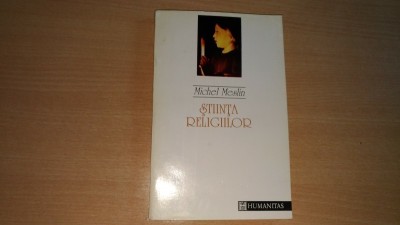 Michel Meslin
ŞTIINŢA
RELIGIILOR
HUMANITAS